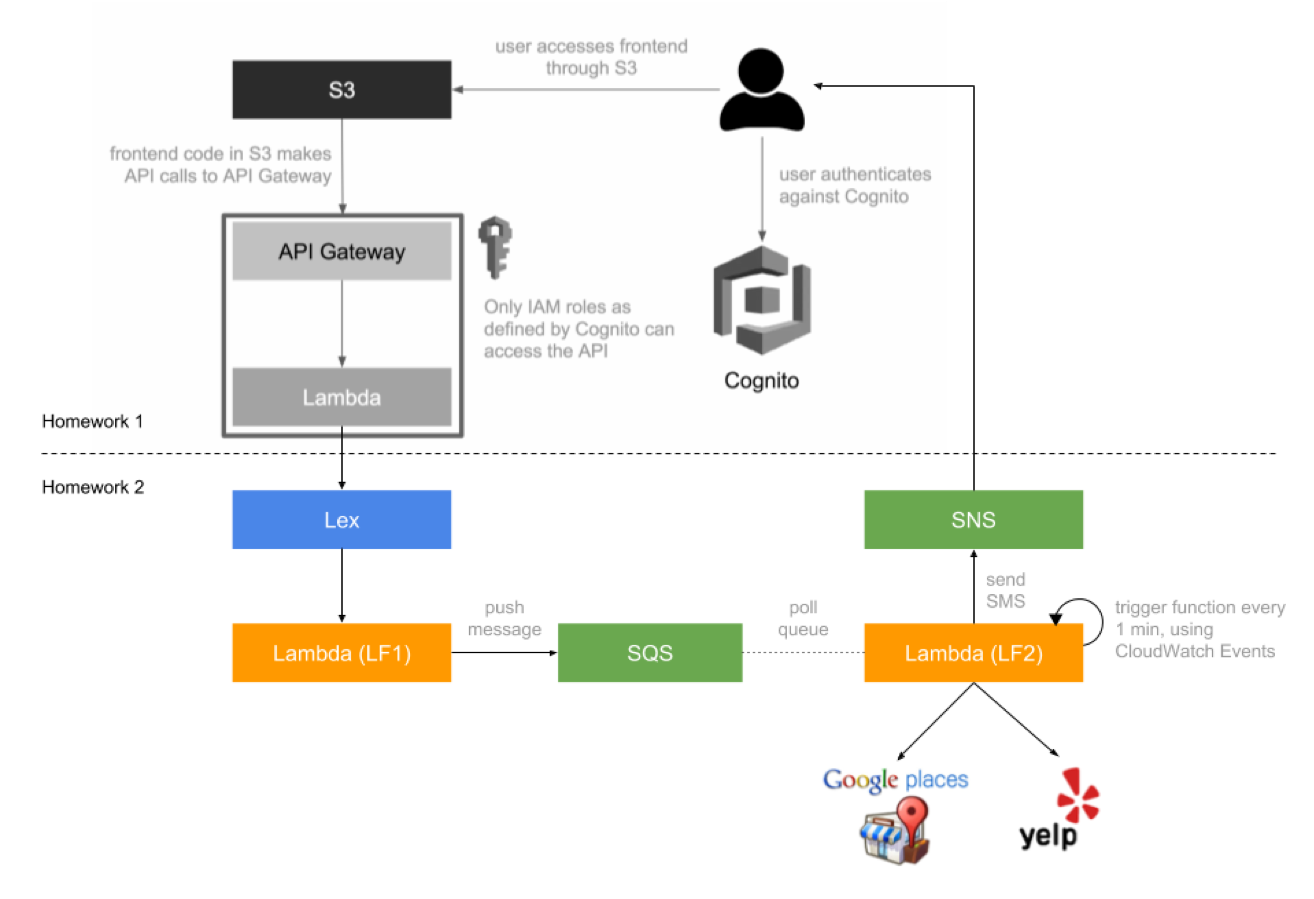 user accesses frontend
through S3
S3
frontend code in S3 makes
API calls to API Gateway
user authenticates
against Cognito
API Gateway
Only IAM roles as
defined by Cognito can
access the API
Cognito
Lambda
Homework 1
Homework 2
Lex
SNS
send
SMS
push
message
poll
queue
trigger function every
1 min, using
CloudWatch Events
Lambda (LF1)
SQS
Lambda (LF2)
Google places
yelp